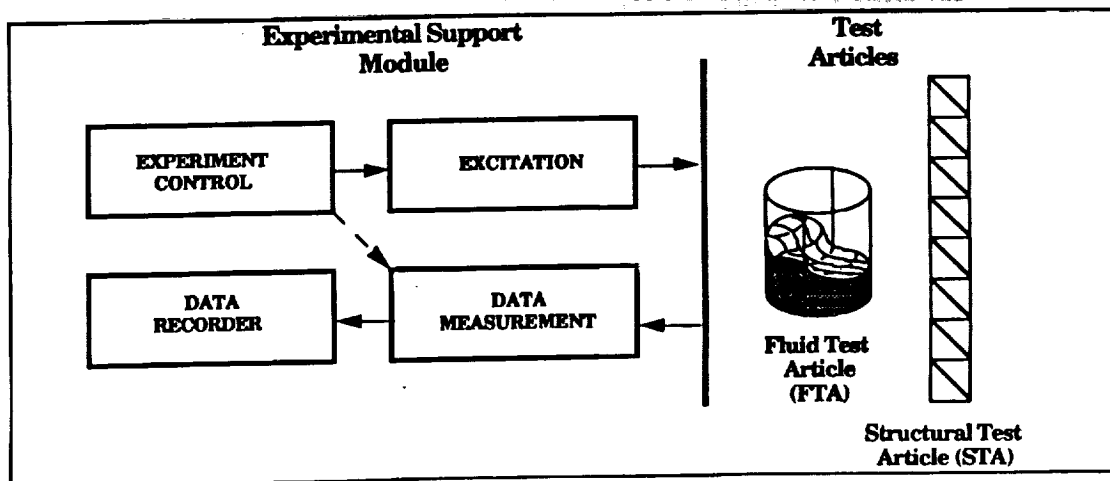 Experimental Support
Module
Test
Articles
EXPERIMENT
CONTROL
EXCITATION
DATA
RECORDER
DATA
MEASUREMENT
Fluid Test
Article
(FTA)
Structural Test
Article (STA)